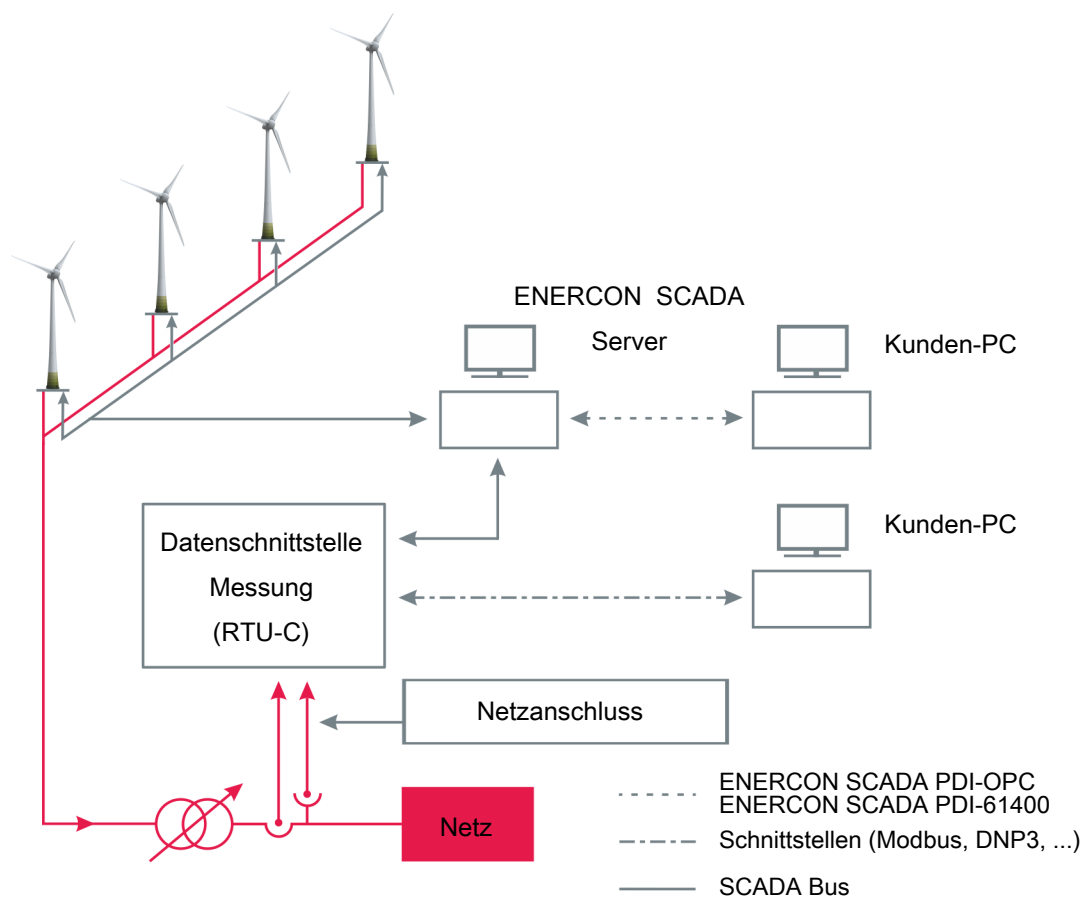 ENERCON SCADA
Server
Kunden-PC
Kunden-PC
Datenschnittstelle
Messung
(RTU-C)
Netzanschluss
Netz
ENERCON SCADA PDI-OPC
ENERCON SCADA PDI-61400
Schnittstellen (Modbus, DNP3, ...)
SCADA Bus